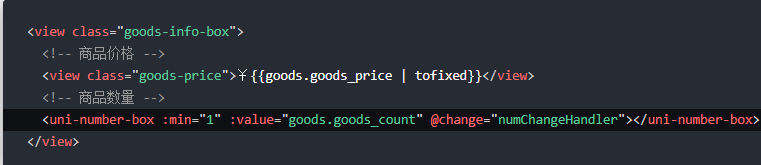 <view class="goods-info-box">
<!-- 商品价格 -->
<view class="goods-price">￥{{goods.goods_price | tofixed}}</view>
<!-- 商品数量 -->
<uni-number-box :min="1" :value="goods.goods_count" @change="numChangeHandler"></uni-number-box>
</view>